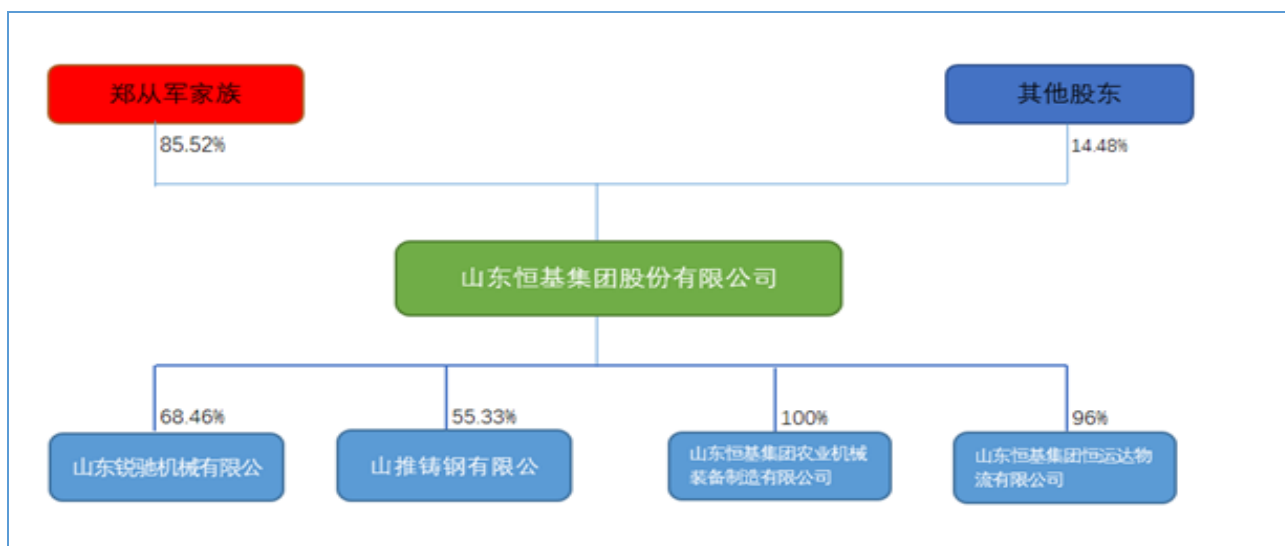 郑从军家族
其他股东
85.52%
14.48%
山东恒基集团股份有限公司
68.46%
55.33%
100%
96%
山东锐驰机械有限公
山推铸钢有限公
山东恒基集团农业机械
装备制造有限公司
山东恒基集团恒运达物
流有限公司